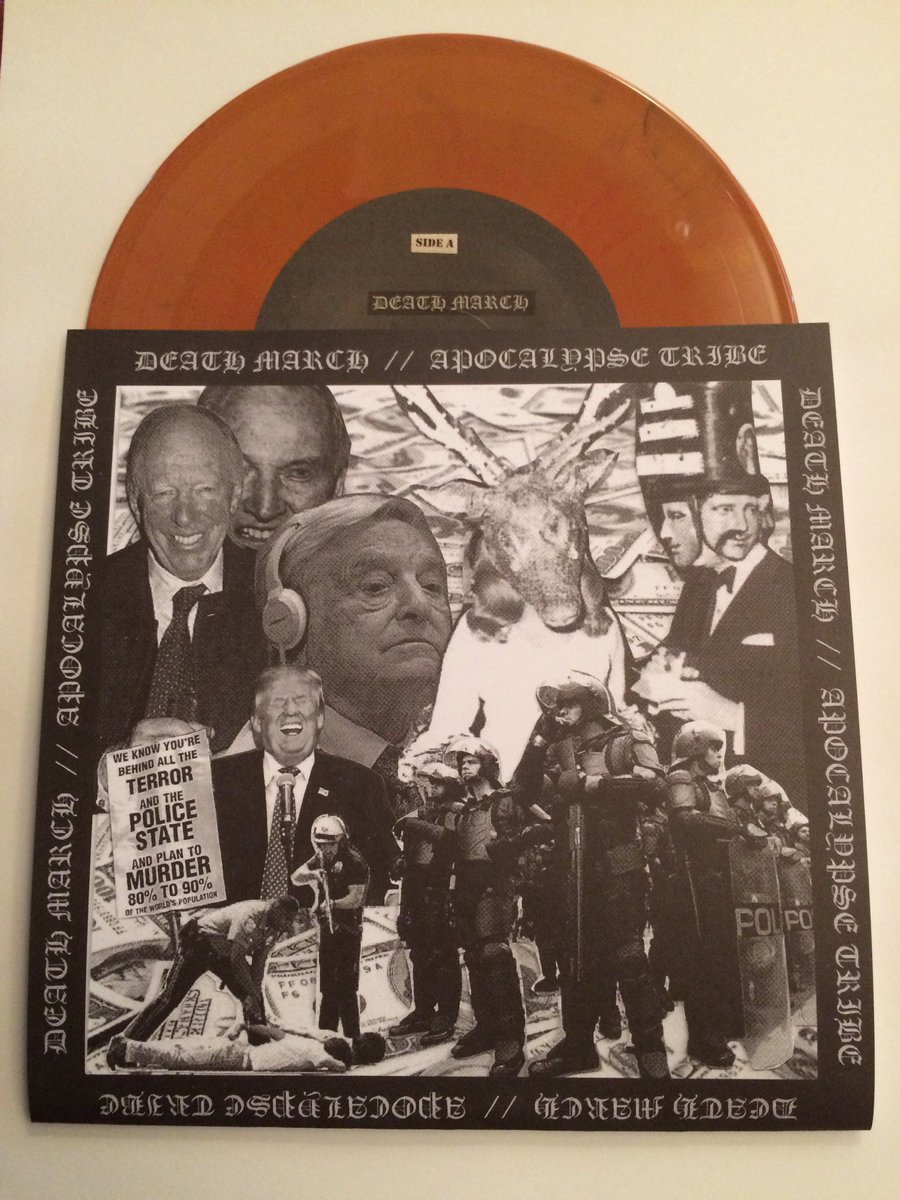 SIDE A
DEATH MARCH
DEATH MARCH // APOCALYPSE TRIBE
DEATH MARCH // APOCALYPSE TRIBE
DEATH MARCH // APOCALYPSE TRIBE
WE KNOW YOU'RE
BEHIND ALL THE
TERROR
AND THE
POLICE
STATE
AND PLAN TO
MURDER
80% TO 90%
OF THE WORLD'S POPULATION
POLI
PO
DEATH MARCH // APOCALYPSE TRIBE